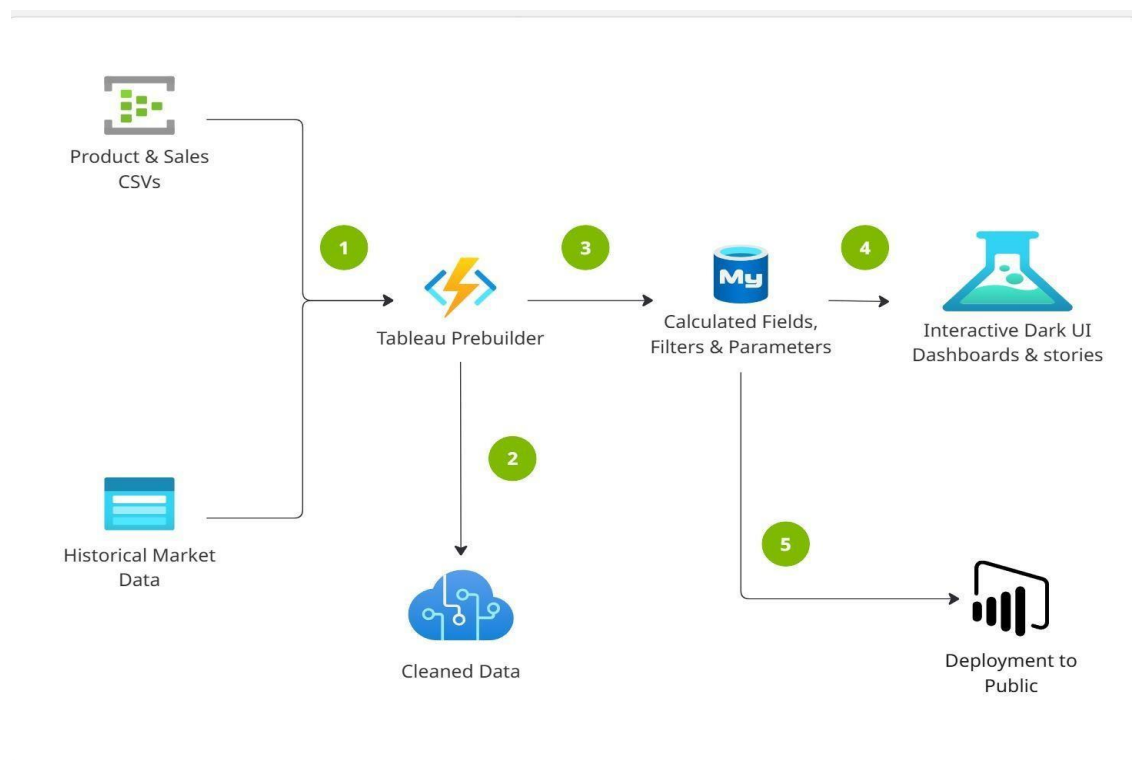 Product & Sales
CSVs
1
3
4
My
Tableau Prebuilder
Calculated Fields,
Filters & Parameters
Interactive Dark UI
Dashboards & stories
2
Historical Market
Data
5
Cleaned Data
Deployment to
Public